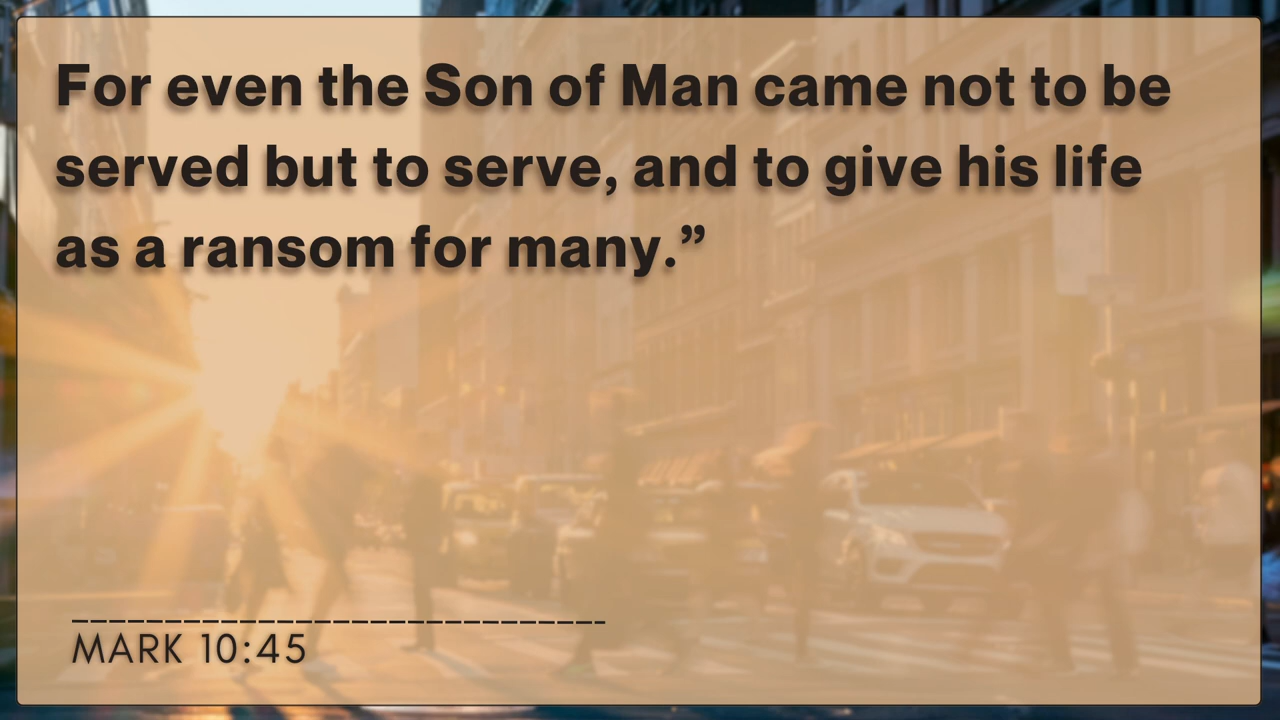 For even the Son of Man came not to be
served but to serve, and to give his life
as a ransom for many.”
MARK 10:45